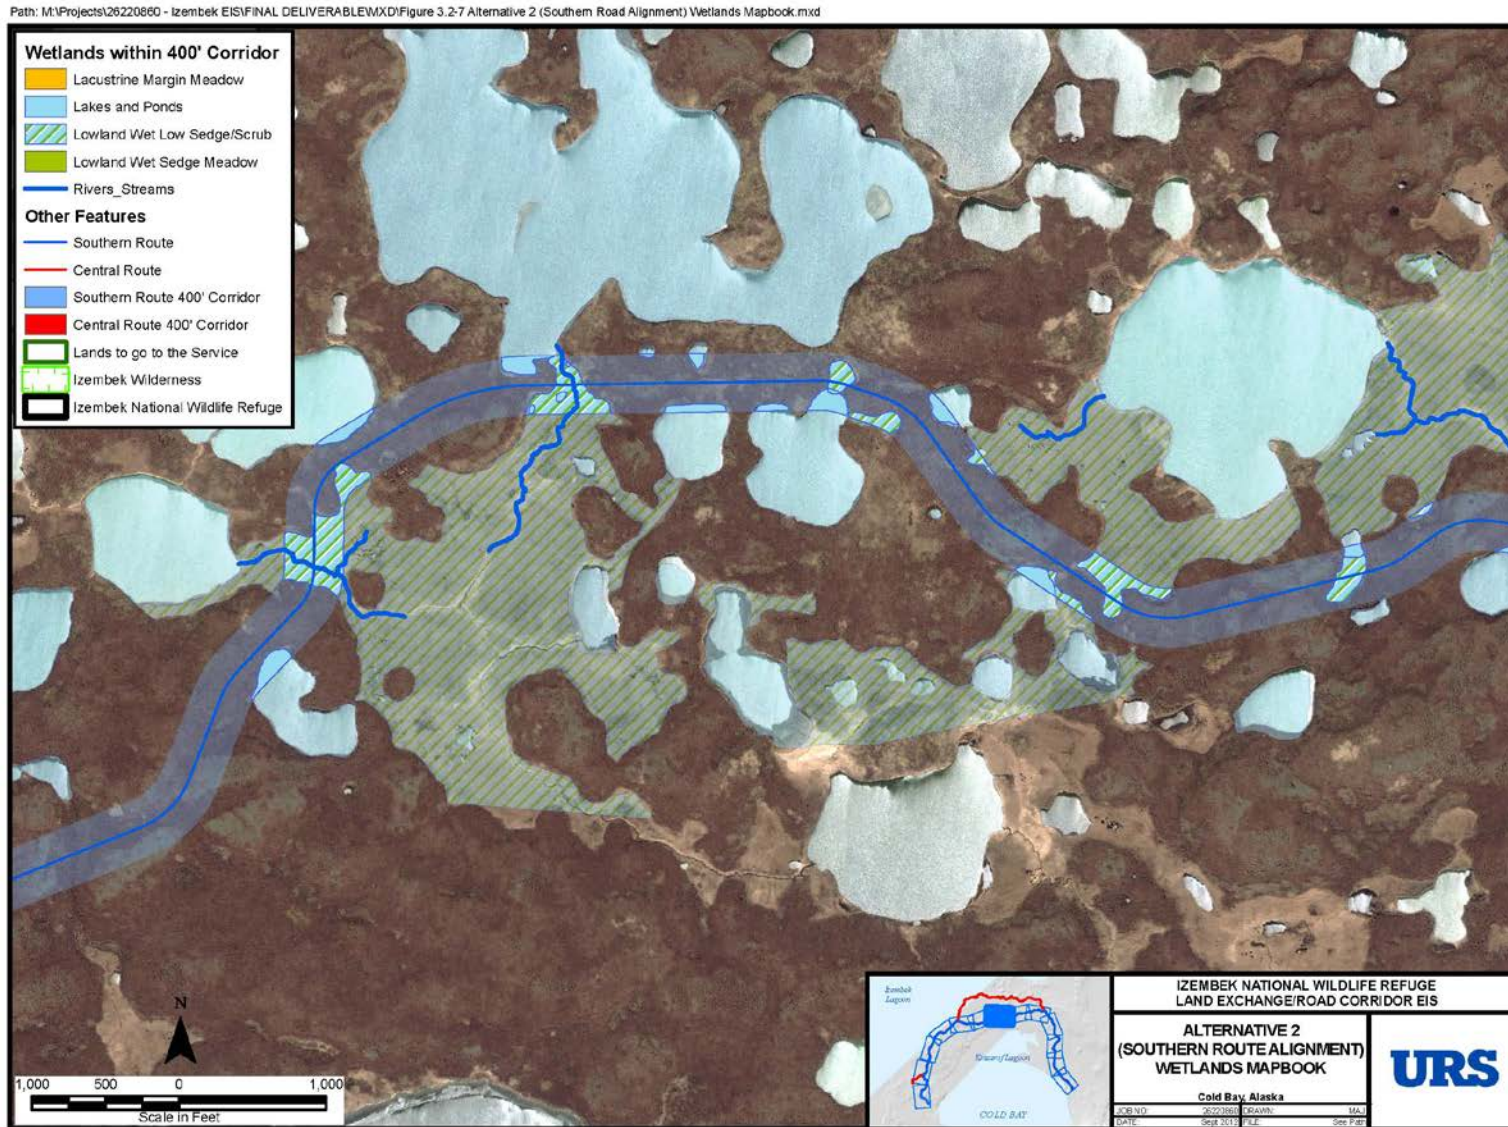 Path: M:\Projects\26220860 - Izembek EIS\FINAL DELIVERABLE\MXD\Figure 3.2-7 Alternative 2 (Southern Road Alignment) Wetlands Mapbook.mxd
Wetlands within 400' Corridor
Lacustrine Margin Meadow
Lakes and Ponds
Lowland Wet Low Sedge/Scrub
Lowland Wet Sedge Meadow
Rivers_Streams
Other Features
Southern Route
Central Route
Southern Route 400' Corridor
Central Route 400' Corridor
Lands to go to the Service
Izembek Wilderness
Izembek National Wildlife Refuge
N
1,000 500 0 1,000
Scale in Feet
Izembek
Lagoon
Kinzarof Lagoon
COLD BAY
IZEMBEK NATIONAL WILDLIFE REFUGE
LAND EXCHANGE/ROAD CORRIDOR EIS
ALTERNATIVE 2
(SOUTHERN ROUTE ALIGNMENT)
WETLANDS MAPBOOK
Cold Bay, Alaska
JOB NO: 26220860 DRAWN: MAJ
DATE: Sept 2013 FILE: See Path
URS